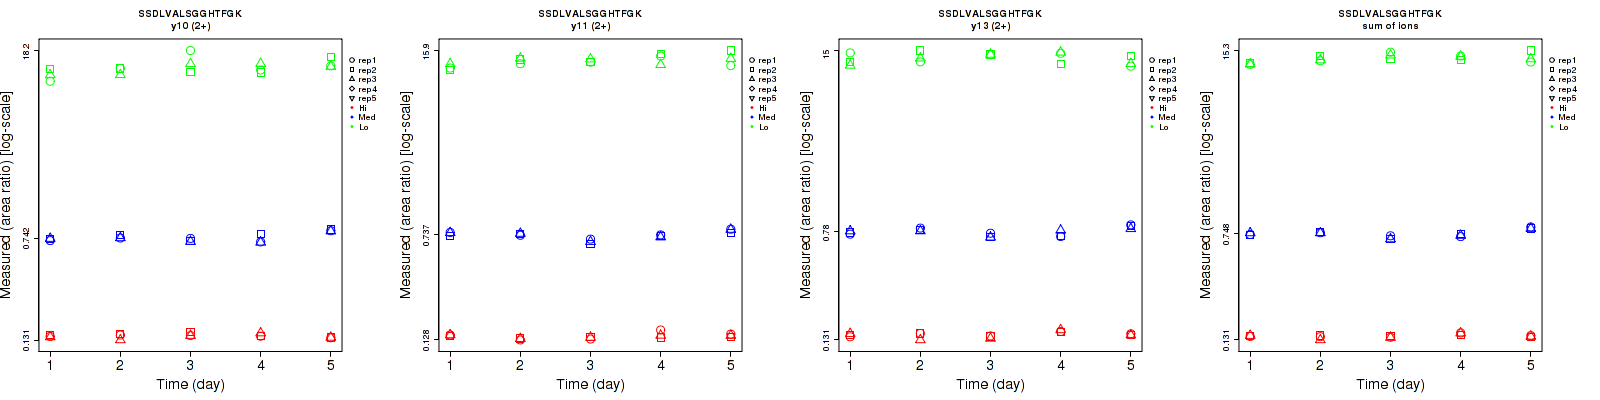 SSDLVALSGGHTFGK
y10 (2+)
Measured (area ratio) [log-scale]
18.2
0.742
0.131
1 2 3 4 5
Time (day)
rep1
rep2
rep3
rep4
rep5
Hi
Med
Lo
SSDLVALSGGHTFGK
y11 (2+)
Measured (area ratio) [log-scale]
15.9
0.737
0.128
1 2 3 4 5
Time (day)
rep1
rep2
rep3
rep4
rep5
Hi
Med
Lo
SSDLVALSGGHTFGK
y13 (2+)
Measured (area ratio) [log-scale]
15
0.78
0.131
1 2 3 4 5
Time (day)
rep1
rep2
rep3
rep4
rep5
Hi
Med
Lo
SSDLVALSGGHTFGK
sum of ions
Measured (area ratio) [log-scale]
15.3
0.748
0.131
1 2 3 4 5
Time (day)
rep1
rep2
rep3
rep4
rep5
Hi
Med
Lo